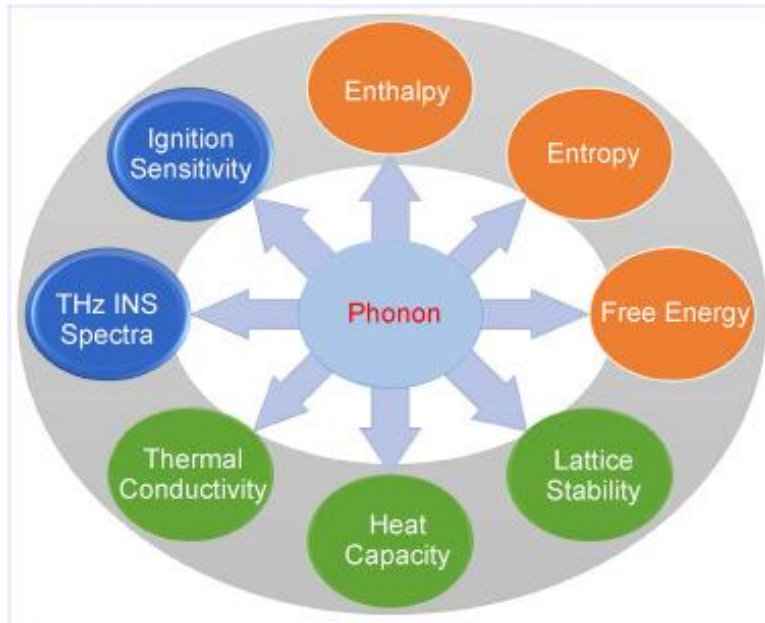 Enthalpy
Entropy
Free Energy
Lattice
Stability
Heat
Capacity
Thermal
Conductivity
THz INS
Spectra
Ignition
Sensitivity
Phonon